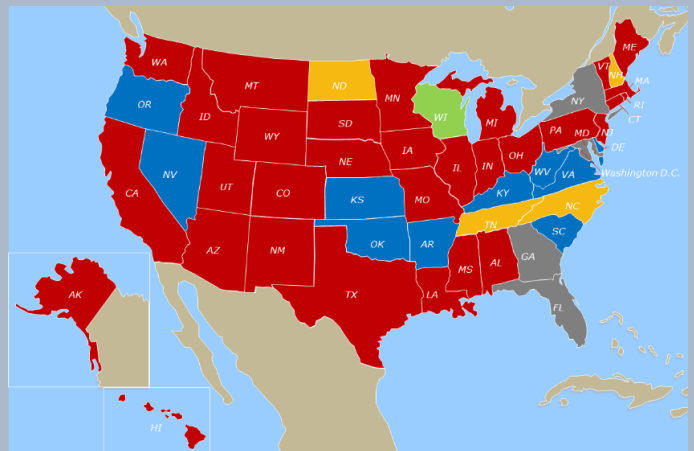 ME
WA
VT
NH
MT
ND
MA
MN
OR
WI
NY
RI
ID
SD
MI
CT
WY
PA
MD
NJ
IA
DE
OH
NE
IL
IN
WV
VA
Washington D.C.
NV
UT
CO
KS
MO
KY
CA
NC
TN
SC
OK
AR
AZ
NM
GA
AL
MS
AK
TX
LA
FL
HI